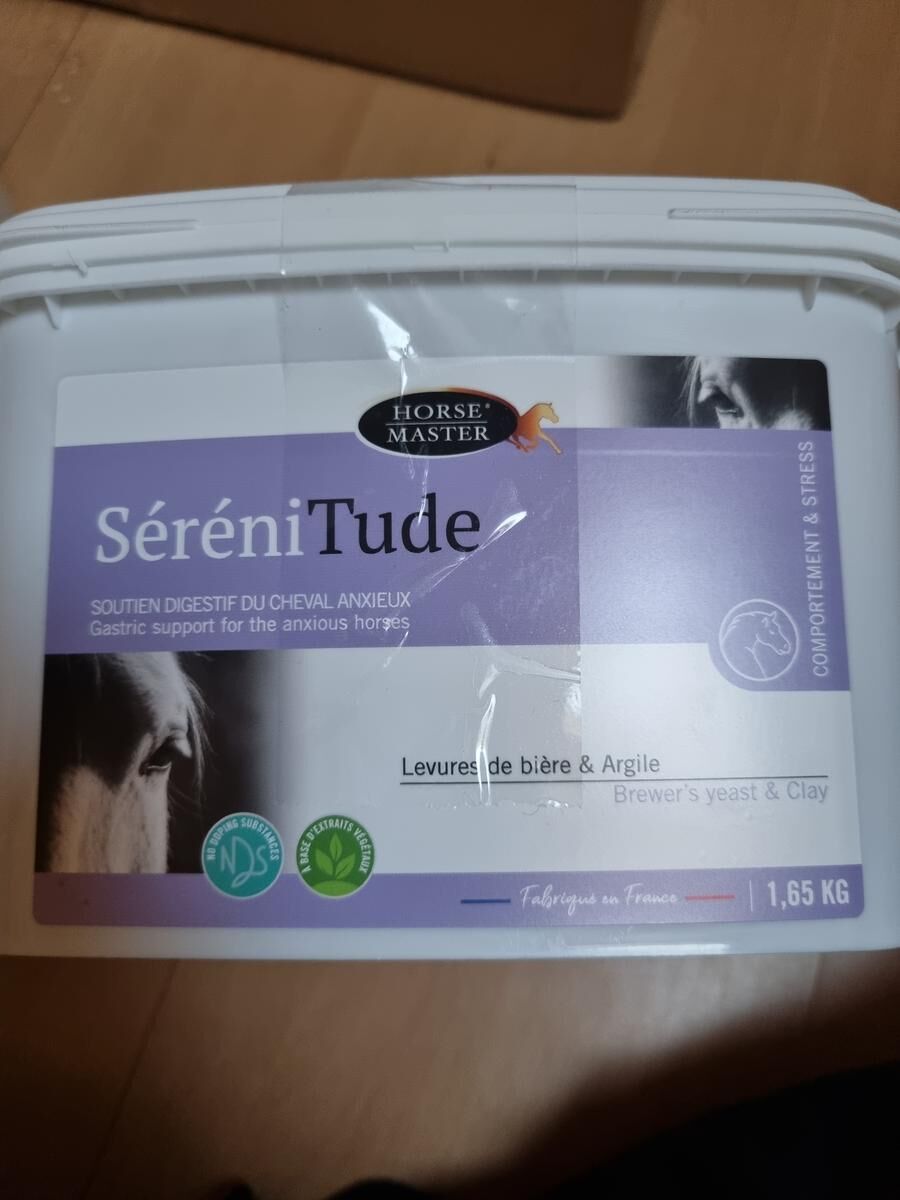 HORSE®
MASTER
SéréniTude
SOUTIEN DIGESTIF DU CHEVAL ANXIEUX
Gastric support for the anxious horses
COMPORTEMENT & STRESS
Levures de bière & Argile
Brewer's yeast & Clay
NO DOPING SUBSTANCES
NDS
A BASE D'EXTRAITS VÉGÉTAUX
Fabriqué en France
1,65 KG